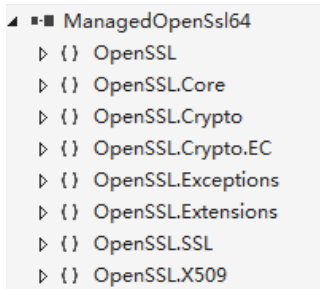 ManagedOpenSsl64
{} OpenSSL
{} OpenSSL.Core
{} OpenSSL.Crypto
{} OpenSSL.Crypto.EC
{} OpenSSL.Exceptions
{} OpenSSL.Extensions
{} OpenSSL.SSL
{} OpenSSL.X509